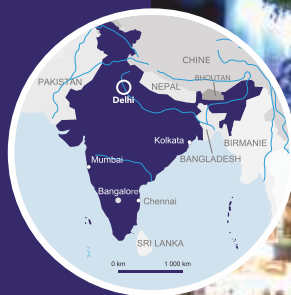 CHINE
PAKISTAN
BHOUTAN
NEPAL
Delhi
Kolkata
BIRMANIE
BANGLADESH
Mumbai
Bangalore
Chennai
SRI LANKA
0 km 1 000 km